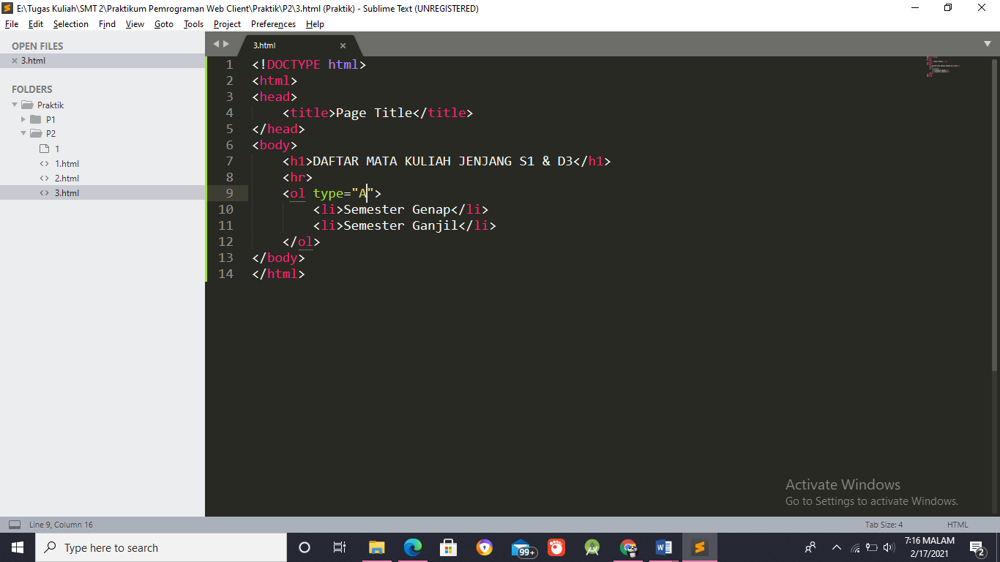 E:\Tugas Kuliah\SMT 2\Praktikum Pemrograman Web Client\Praktik\P2\3.html (Praktik) - Sublime Text (UNREGISTERED)
File Edit Selection Find View Goto Tools Project Preferences Help
OPEN FILES
3.html
FOLDERS
Praktik
P1
P2
1
1.html
2.html
3.html
3.html
1 <!DOCTYPE html>
2 <html>
3 <head>
4 <title>Page Title</title>
5 </head>
6 <body>
7 <h1>DAFTAR MATA KULIAH JENJANG S1 & D3</h1>
8 <hr>
9 <ol type="A">
10 <li>Semester Genap</li>
11 <li>Semester Ganjil</li>
12 </ol>
13 </body>
14 </html>
Activate Windows
Go to Settings to activate Windows.
Line 9, Column 16 Tab Size: 4 HTML
Type here to search
99+
7:16 MALAM
2/17/2021
2